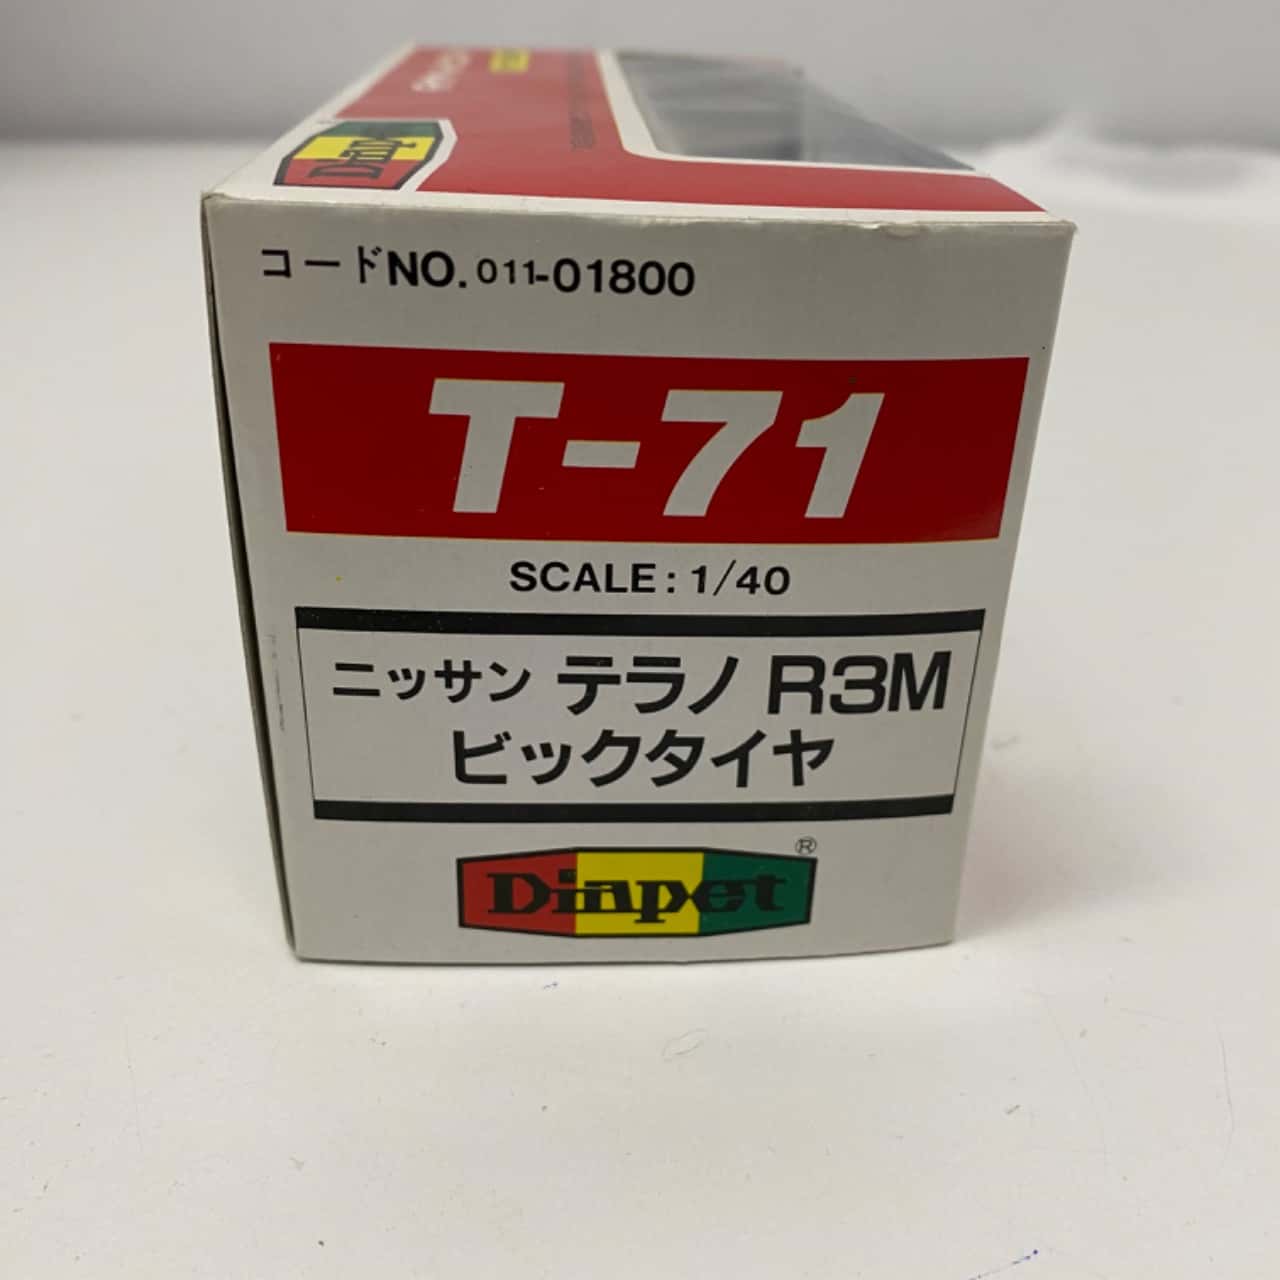 Diapet
コードNO. 011-01800
T-71
SCALE: 1/40
ニッサン テラノ R3M
ビックタイヤ
Diapet ®